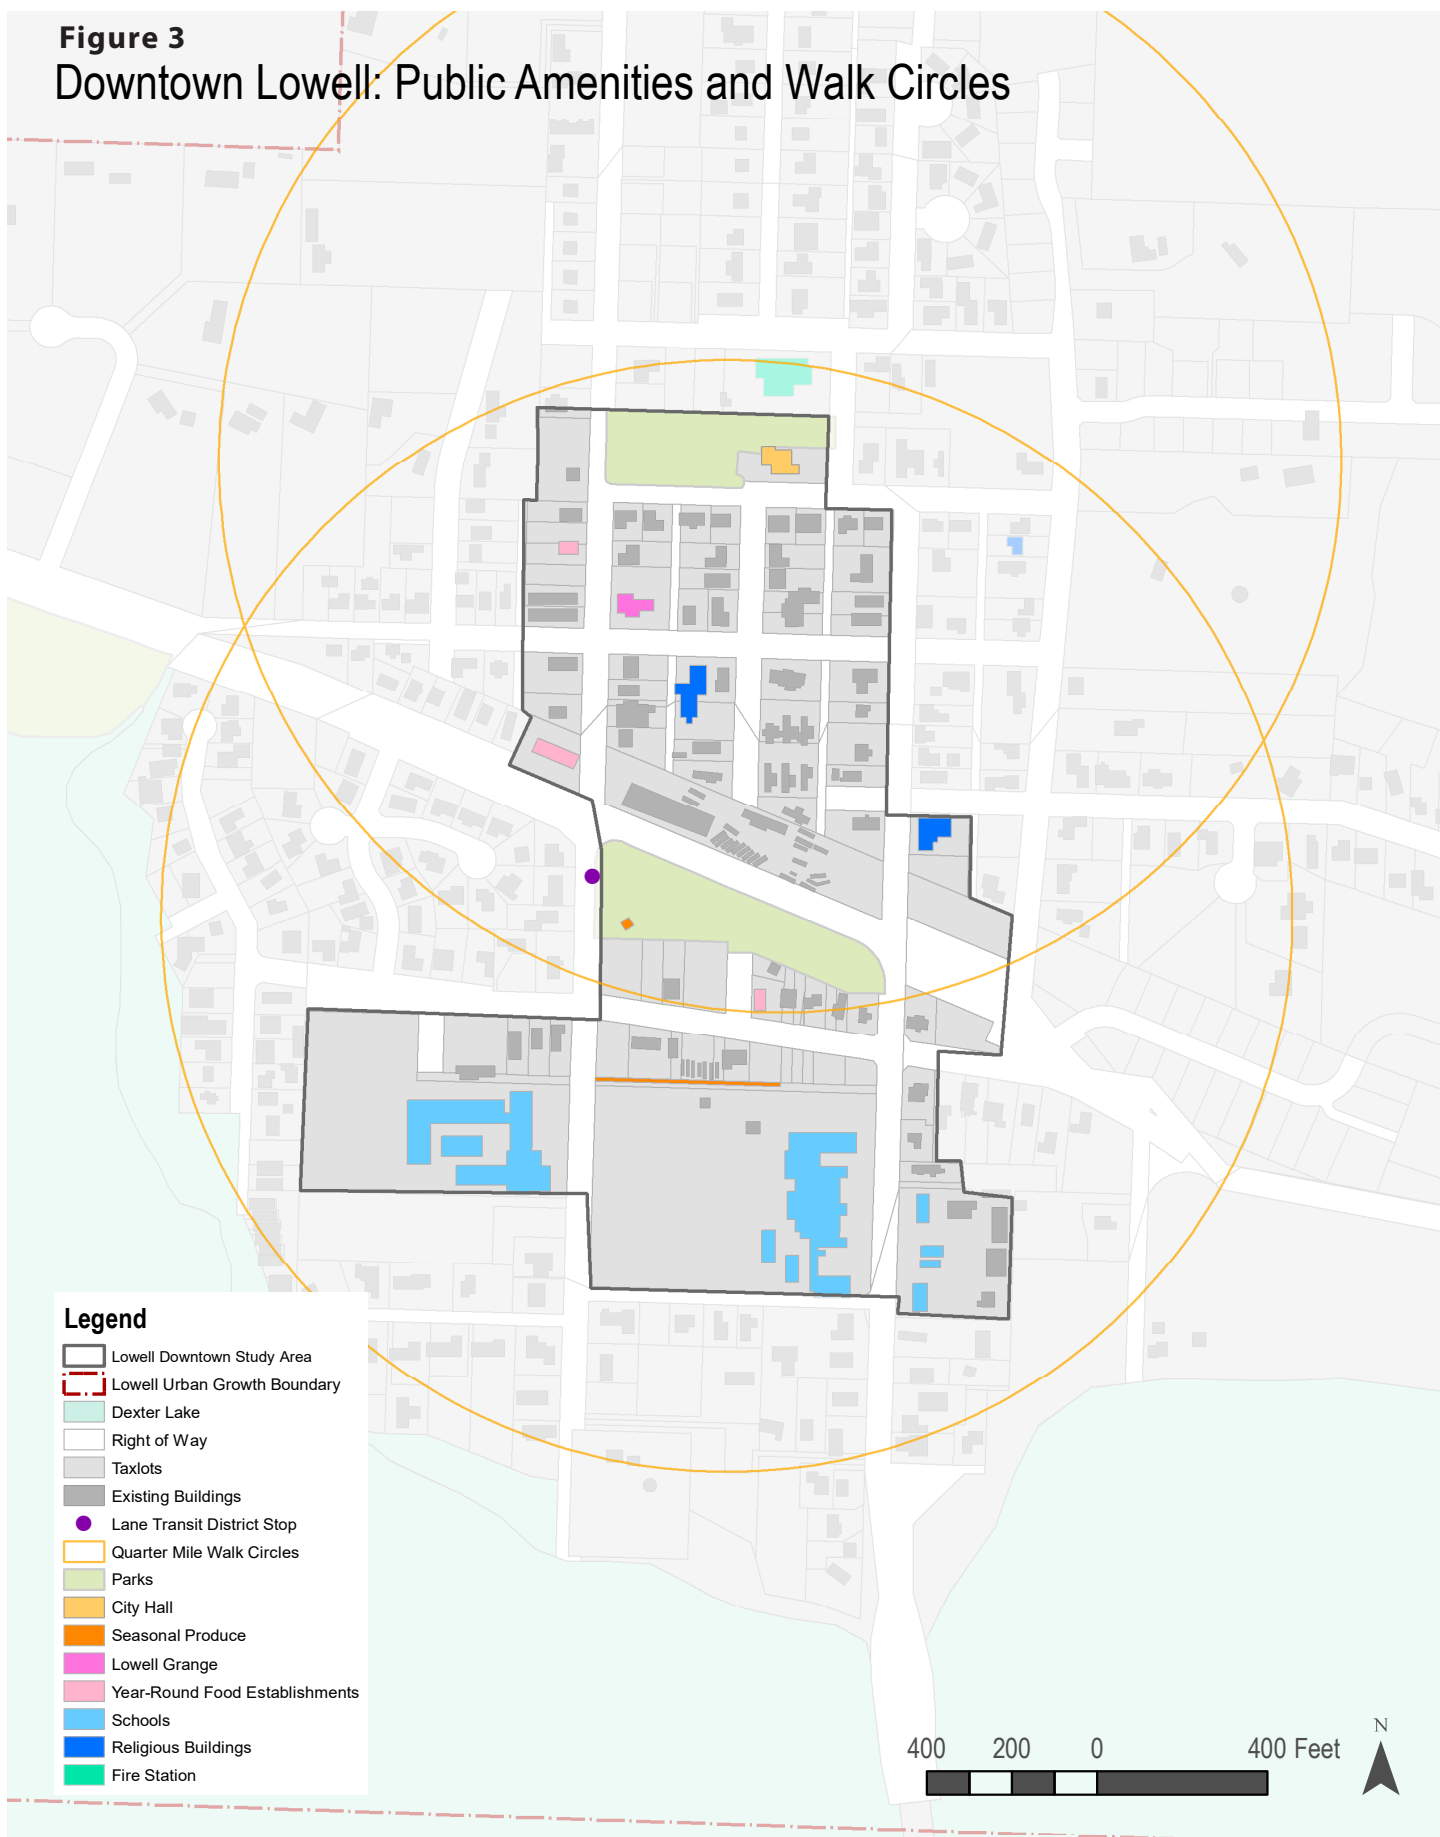 Figure 3
Downtown Lowell: Public Amenities and Walk Circles
Legend
Lowell Downtown Study Area
Lowell Urban Growth Boundary
Dexter Lake
Right of Way
Taxlots
Existing Buildings
Lane Transit District Stop
Quarter Mile Walk Circles
Parks
City Hall
Seasonal Produce
Lowell Grange
Year-Round Food Establishments
Schools
Religious Buildings
Fire Station
N
400 200 0 400 Feet